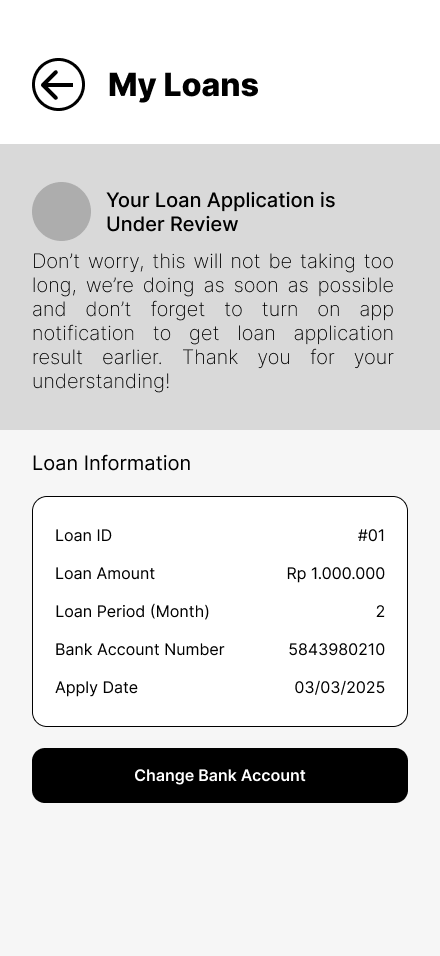 My Loans
Your Loan Application is
Under Review
Don’t worry, this will not be taking too
long, we’re doing as soon as possible
and don’t forget to turn on app
notification to get loan application
result earlier. Thank you for your
understanding!
Loan Information
Loan ID #01
Loan Amount Rp 1.000.000
Loan Period (Month) 2
Bank Account Number 5843980210
Apply Date 03/03/2025
Change Bank Account